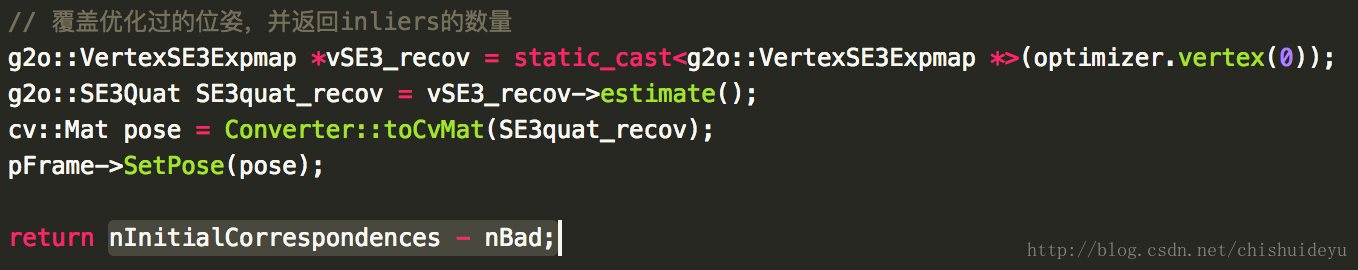 // 覆盖优化过的位姿，并返回inliers的数量
g2o::VertexSE3Expmap *vSE3_recov = static_cast<g2o::VertexSE3Expmap *>(optimizer.vertex(0));
g2o::SE3Quat SE3quat_recov = vSE3_recov->estimate();
cv::Mat pose = Converter::toCvMat(SE3quat_recov);
pFrame->SetPose(pose);
return nInitialCorrespondences - nBad;
http://blog.csdn.net/chishuideyu